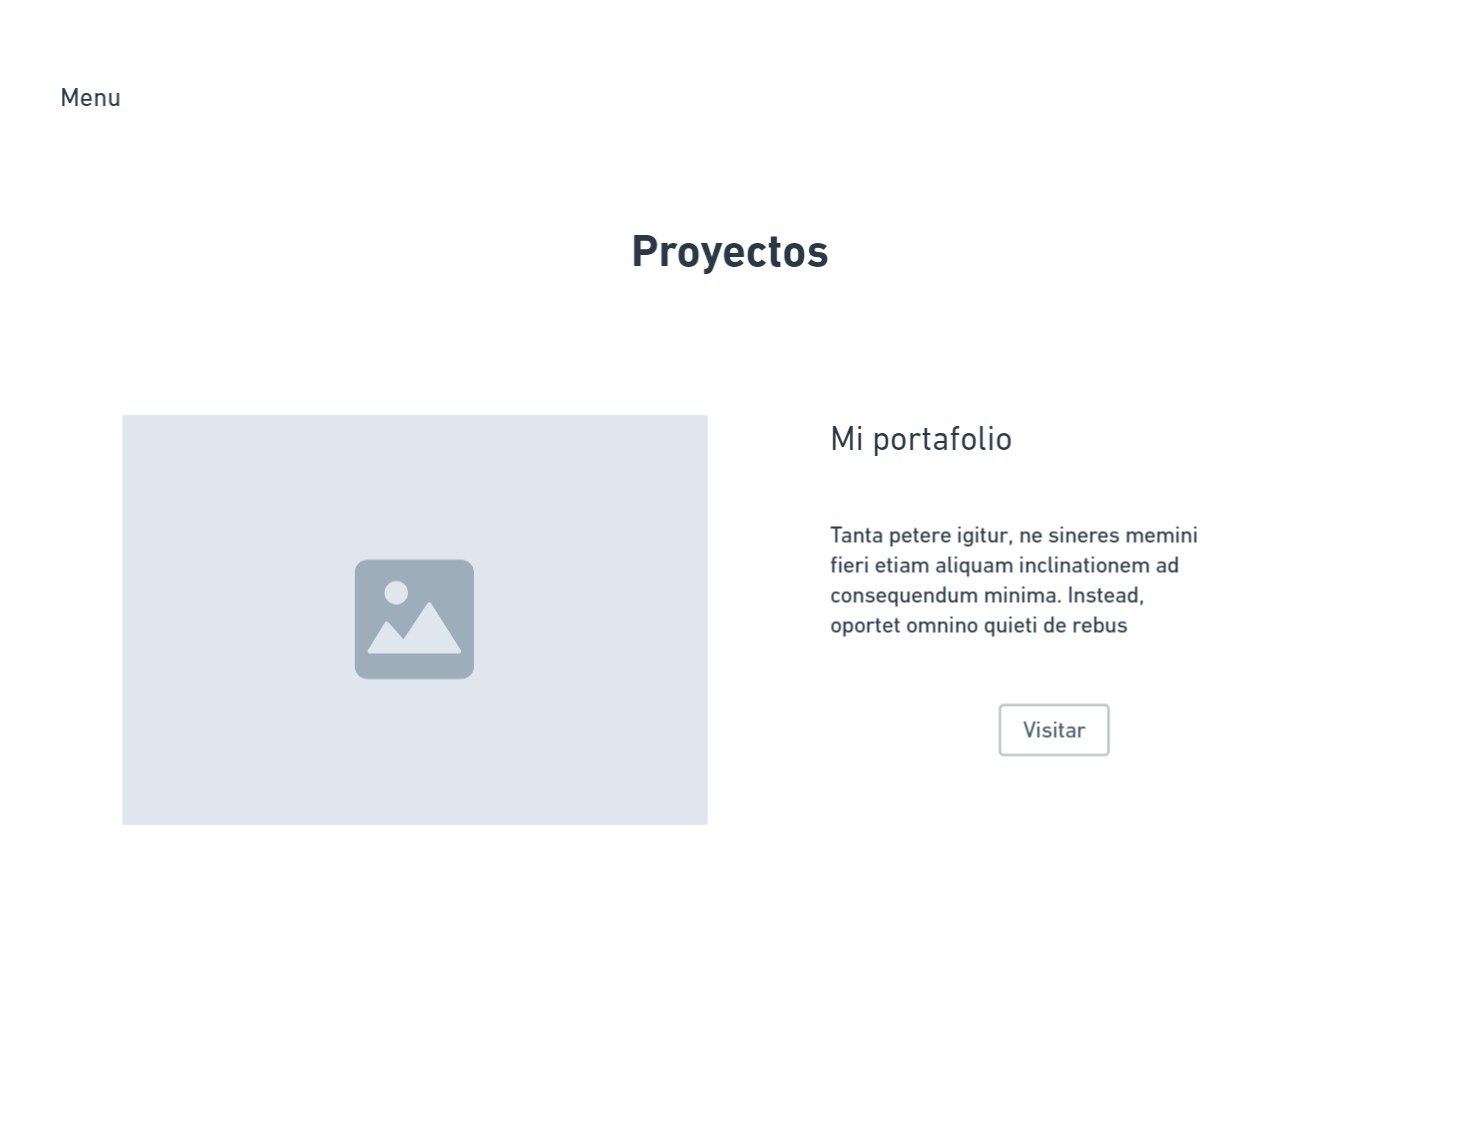 Menu
Proyectos
Mi portafolio
Tanta petere igitur, ne sineres memini
fieri etiam aliquam inclinationem ad
consequendum minima. Instead,
oportet omnino quieti de rebus
Visitar